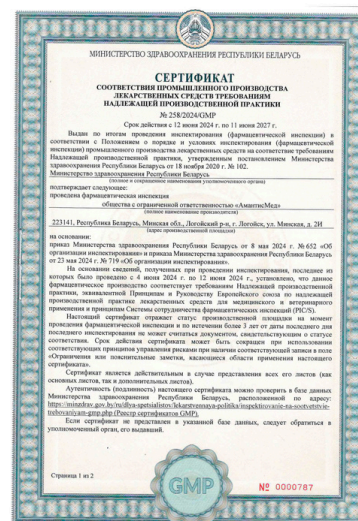 МИНИСТЕРСТВО ЗДРАВООХРАНЕНИЯ РЕСПУБЛИКИ БЕЛАРУСЬ
СЕРТИФИКАТ
СООТВЕТСТВИЯ ПРОМЫШЛЕННОГО ПРОИЗВОДСТВА
ЛЕКАРСТВЕННЫХ СРЕДСТВ ТРЕБОВАНИЯМ
НАДЛЕЖАЩЕЙ ПРОИЗВОДСТВЕННОЙ ПРАКТИКИ
№ 258/2024/GMP
Срок действия с 12 июня 2024 г. по 11 июня 2027 г.
Выдан по итогам проведения инспектирования (фармацевтической инспекции) в
соответствии с Положением о порядке и условиях инспектирования (фармацевтической
инспекции) промышленного производства лекарственных средств на соответствие требованиям
Надлежащей производственной практики, утвержденным постановлением Министерства
здравоохранения Республики Беларусь от 18 ноября 2020 г. № 102.
Министерство здравоохранения Республики Беларусь
(полное и сокращенное наименования уполномоченного органа)
подтверждает следующее:
проведена фармацевтическая инспекция
общества с ограниченной ответственностью «АмантисМед»
(полное наименование производителя)
223141, Республика Беларусь, Минская обл., Логойский р-н, г. Логойск, ул. Минская, д. 2И
(адрес производственной площадки)
на основании:
приказ Министерства здравоохранения Республики Беларусь от 8 мая 2024 г. № 652 «Об
организации инспектирования» и приказа Министерства здравоохранения Республики Беларусь
от 23 мая 2024 г. № 719 «Об организации инспектирования».
На основании сведений, полученных при проведении инспектирования, последнее из
которых было проведено с 4 июня 2024 г. по 12 июня 2024 г., установлено, что данное
фармацевтическое производство соответствует требованиям Надлежащей производственной
практики, эквивалентной Принципам и Руководству Европейского союза по надлежащей
производственной практике лекарственных средств для медицинского и ветеринарного
применения и принципам Системы сотрудничества фармацевтических инспекций (PIC/S).
Настоящий сертификат отражает статус производственной площадки на момент
проведения фармацевтической инспекции и по истечении более 3 лет от даты последнего дня
последнего инспектирования не может считаться документом, свидетельствующим о статусе
соответствия. Срок действия сертификата может быть сокращен при использовании
соответствующих принципов управления рисками при наличии соответствующей записи в поле
«Ограничения или пояснительные заметки, касающиеся области применения настоящего
сертификата».
Сертификат является действительным в случае представления всех его листов (как
основных листов, так и дополнительных листов).
Аутентичность (подлинность) настоящего сертификата можно проверить в базе данных
Министерства здравоохранения Республики Беларусь, расположенной по адресу:
https://minzdrav.gov.by/ru/dlya-spetsialistov/lekarstvennaya-politika/inspektirovanie-na-sootvetstvie-
trebovaniyam-gmp.php (Реестр сертификатов GMP).
Если сертификат не представлен в указанной базе данных, следует обратиться в
уполномоченный орган, его выдавший.
Страница 1 из 2
GMP
№ 0000787